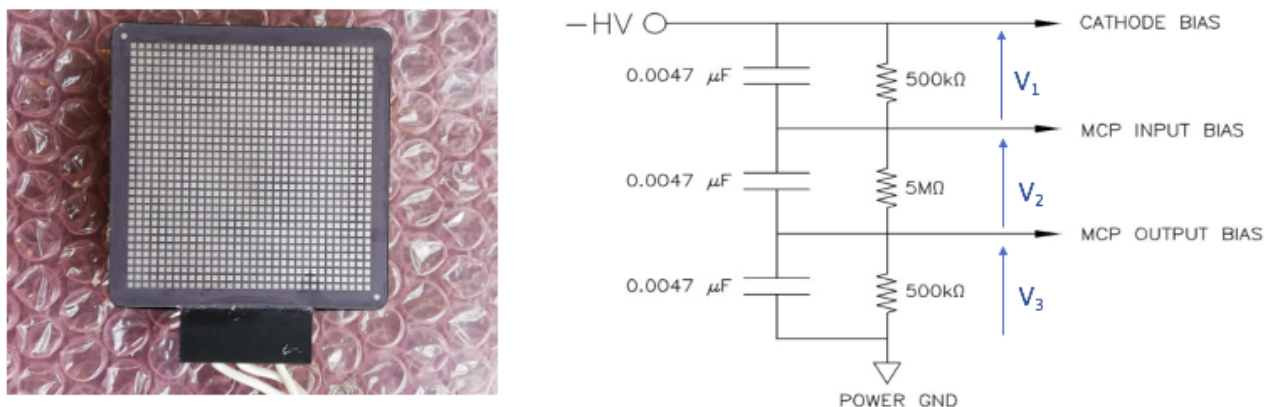 −HV
CATHODE BIAS
0.0047 μF
500kΩ
V₁
MCP INPUT BIAS
0.0047 μF
5MΩ
V₂
MCP OUTPUT BIAS
0.0047 μF
500kΩ
V₃
POWER GND